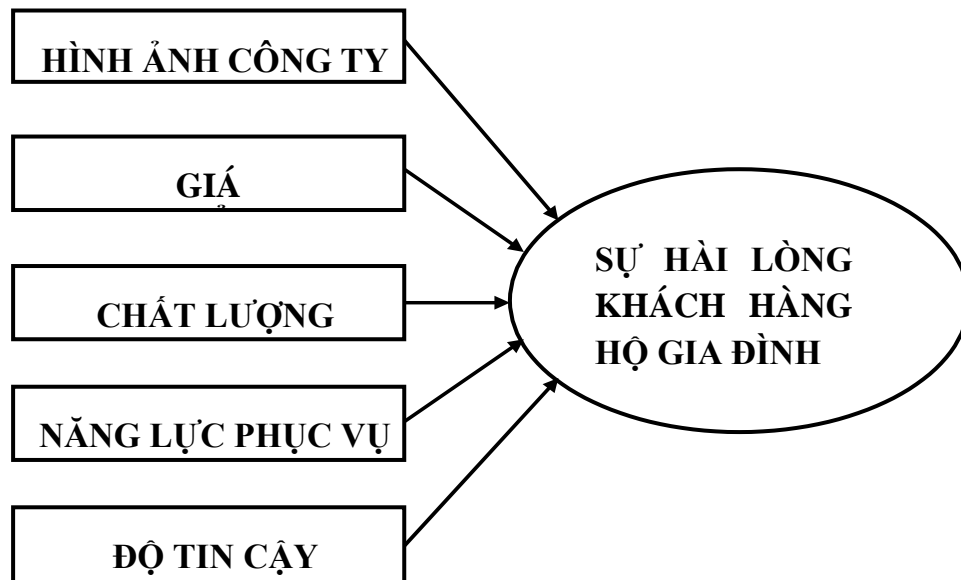 HÌNH ẢNH CÔNG TY
GIÁ
CHẤT LƯỢNG
NĂNG LỰC PHỤC VỤ
ĐỘ TIN CẬY
SỰ HÀI LÒNG
KHÁCH HÀNG
HỘ GIA ĐÌNH